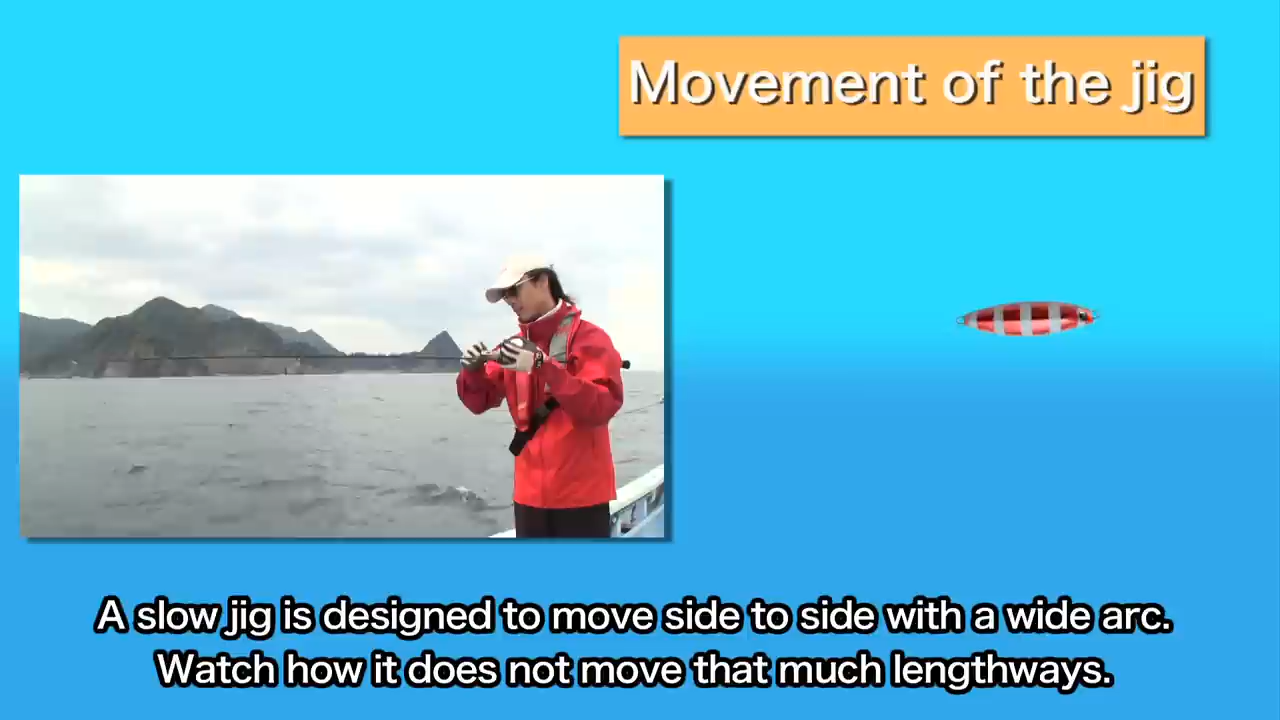 Movement of the jig
A slow jig is designed to move side to side with a wide arc.
Watch how it does not move that much lengthways.